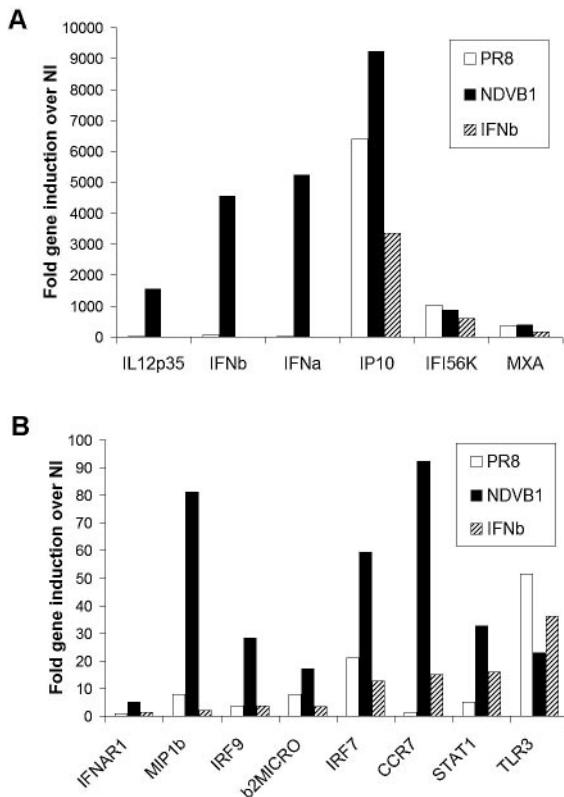 A
Fold gene induction over NI
10000
9000
8000
7000
6000
5000
4000
3000
2000
1000
0
PR8
NDVB1
IFNb
IL12p35 IFNb IFNa IP10 IFI56K MXA
B
Fold gene induction over NI
100
90
80
70
60
50
40
30
20
10
0
PR8
NDVB1
IFNb
IFNAR1 MIP1b IRF9 b2MICRO IRF7 CCR7 STAT1 TLR3